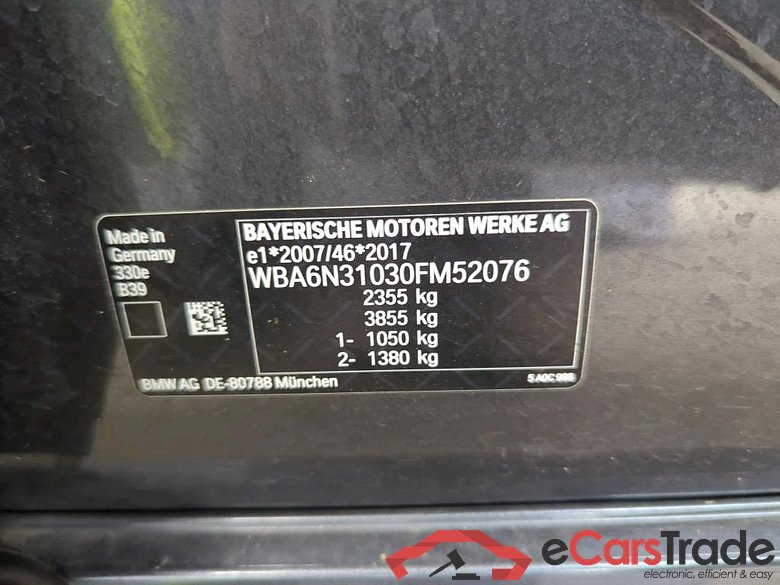 Made in
Germany
330e
B39
BAYERISCHE MOTOREN WERKE AG
e1*2007/46*2017
WBA6N31030FM52076
2355 kg
3855 kg
1- 1050 kg
2- 1380 kg
BMW AG DE-80788 München
eCarsTrade
electronic, efficient & easy